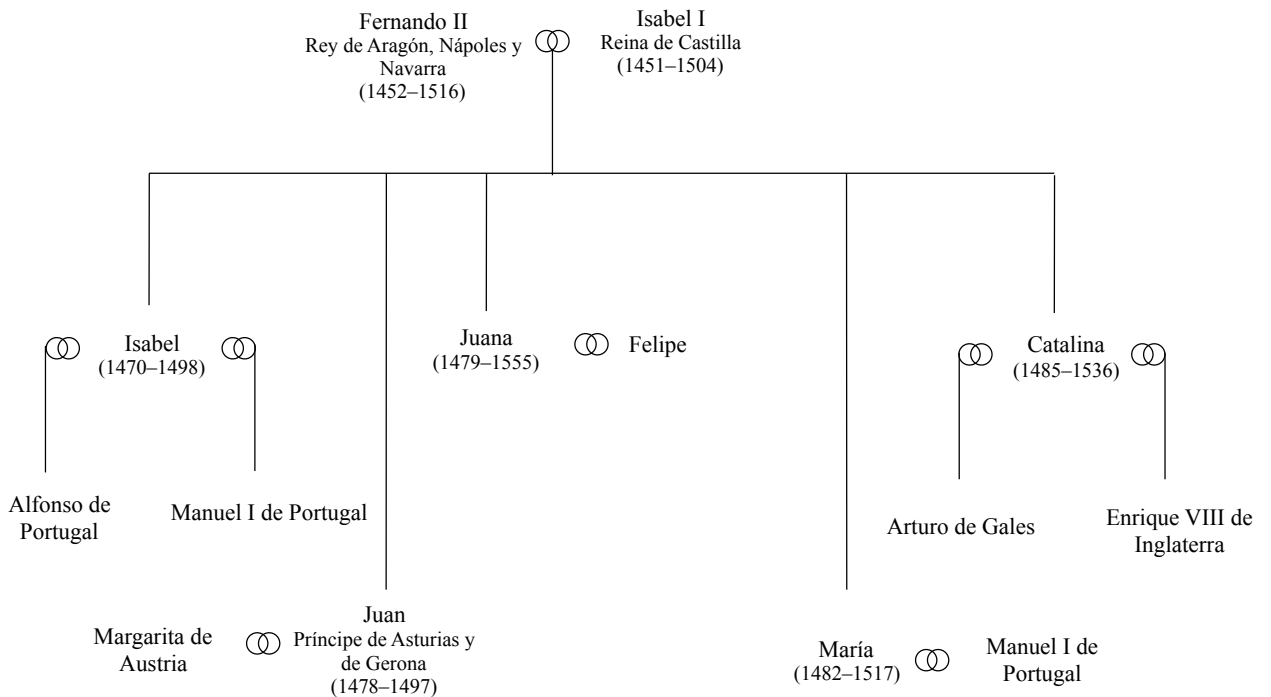 Fernando II
Rey de Aragón, Nápoles y
Navarra
(1452–1516)
Isabel I
Reina de Castilla
(1451–1504)
Isabel
(1470–1498)
Juana
(1479–1555)
Felipe
Catalina
(1485–1536)
Alfonso de
Portugal
Manuel I de Portugal
Arturo de Gales
Enrique VIII de
Inglaterra
Margarita de
Austria
Juan
Príncipe de Asturias y
de Gerona
(1478–1497)
María
(1482–1517)
Manuel I de
Portugal